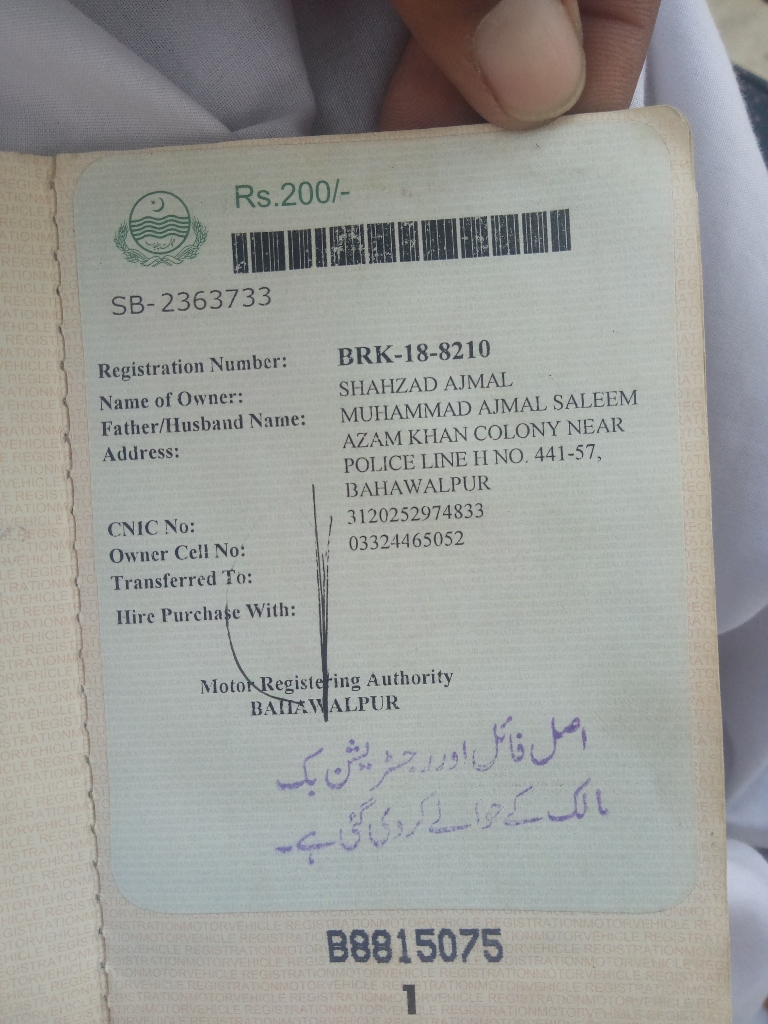 Rs.200/-
SB-2363733
Registration Number: BRK-18-8210
Name of Owner: SHAHZAD AJMAL
Father/Husband Name: MUHAMMAD AJMAL SALEEM
Address: AZAM KHAN COLONY NEAR
POLICE LINE H NO. 441-57,
BAHAWALPUR
CNIC No: 3120252974833
Owner Cell No: 03324465052
Transferred To:
Hire Purchase With:
Motor Registering Authority
BAHAWALPUR
اصل فائل اور رجسٹریشن بک
مالک کے حوالے کر دی گئی ہے۔
B8815075
1